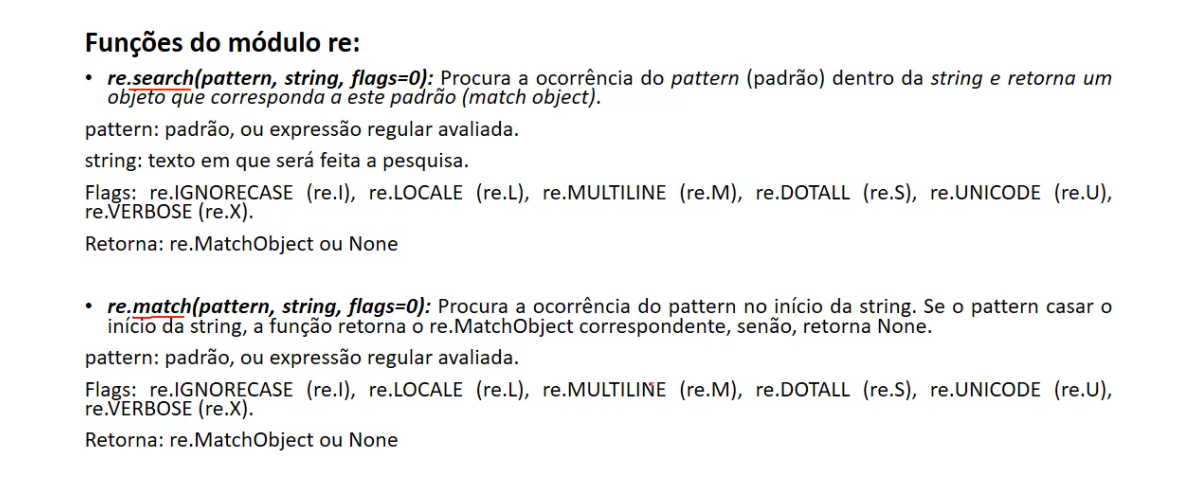 Funções do módulo re:
• re.search(pattern, string, flags=0): Procura a ocorrência do pattern (padrão) dentro da string e retorna um
objeto que corresponda a este padrão (match object).
pattern: padrão, ou expressão regular avaliada.
string: texto em que será feita a pesquisa.
Flags: re.IGNORECASE (re.I), re.LOCALE (re.L), re.MULTILINE (re.M), re.DOTALL (re.S), re.UNICODE (re.U),
re.VERBOSE (re.X).
Retorna: re.MatchObject ou None
• re.match(pattern, string, flags=0): Procura a ocorrência do pattern no início da string. Se o pattern casar o
início da string, a função retorna o re.MatchObject correspondente, senão, retorna None.
pattern: padrão, ou expressão regular avaliada.
Flags: re.IGNORECASE (re.I), re.LOCALE (re.L), re.MULTILINE (re.M), re.DOTALL (re.S), re.UNICODE (re.U),
re.VERBOSE (re.X).
Retorna: re.MatchObject ou None